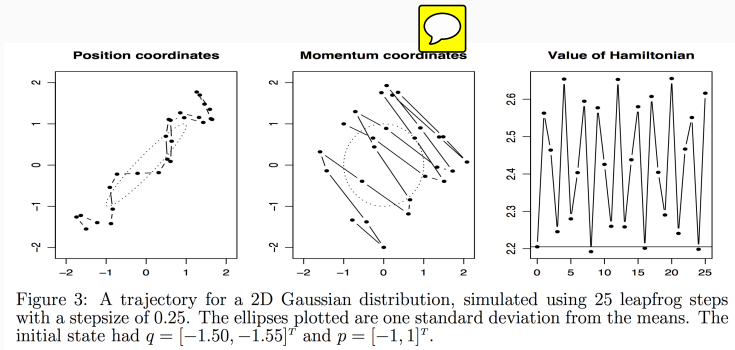 Position coordinates
Momentum coordinates
Value of Hamiltonian
2
1
0
−1
−2
−2 −1 0 1 2
2
1
0
−1
−2
−2 −1 0 1 2
2.6
2.5
2.4
2.3
2.2
0 5 10 15 20 25
Figure 3: A trajectory for a 2D Gaussian distribution, simulated using 25 leapfrog steps
with a stepsize of 0.25. The ellipses plotted are one standard deviation from the means. The
initial state had q = [−1.50, −1.55]ᵀ and p = [−1, 1]ᵀ.